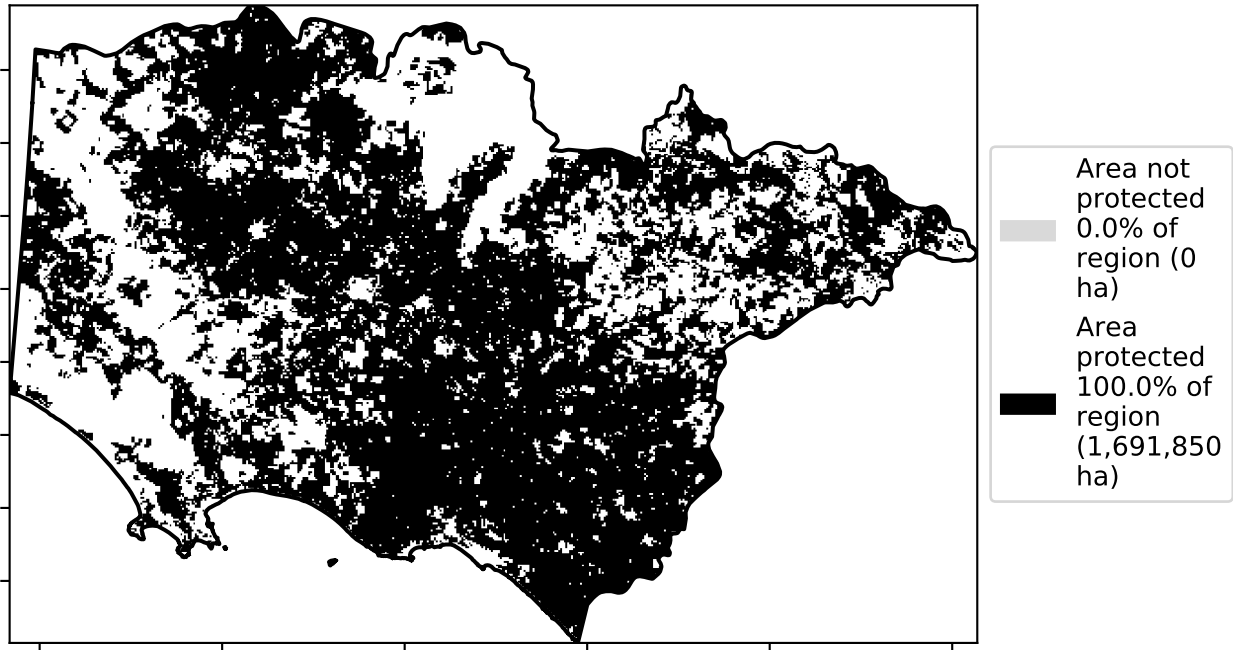 Area not
protected
0.0% of
region (0
ha)
Area
protected
100.0% of
region
(1,691,850
ha)